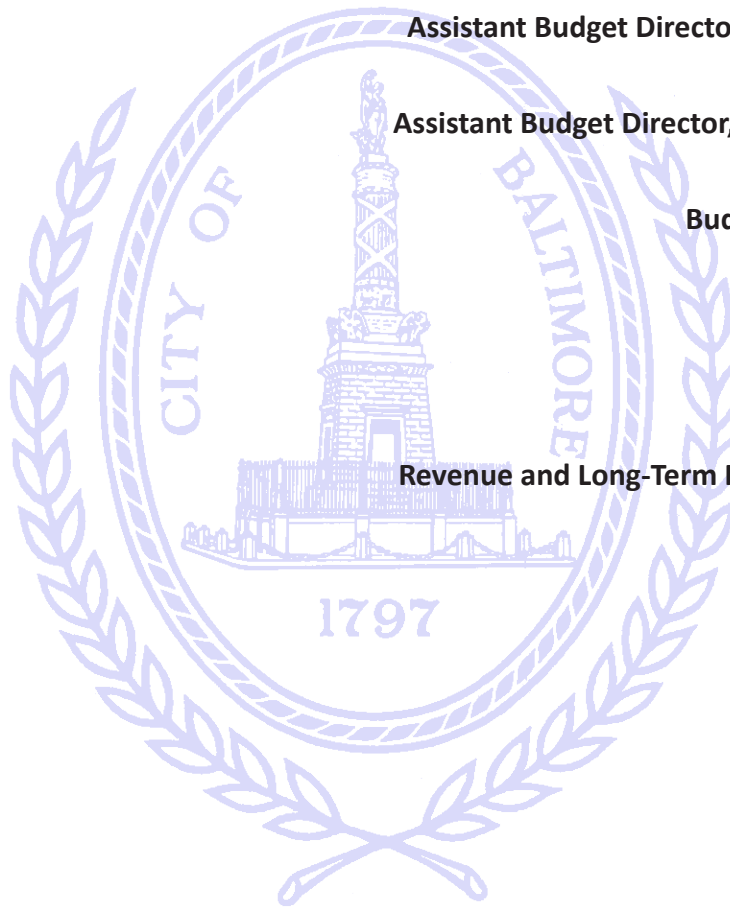 Assistant Budget Directo
Assistant Budget Director,
Bud
Revenue and Long-Term
CITY OF BALTIMORE
1797